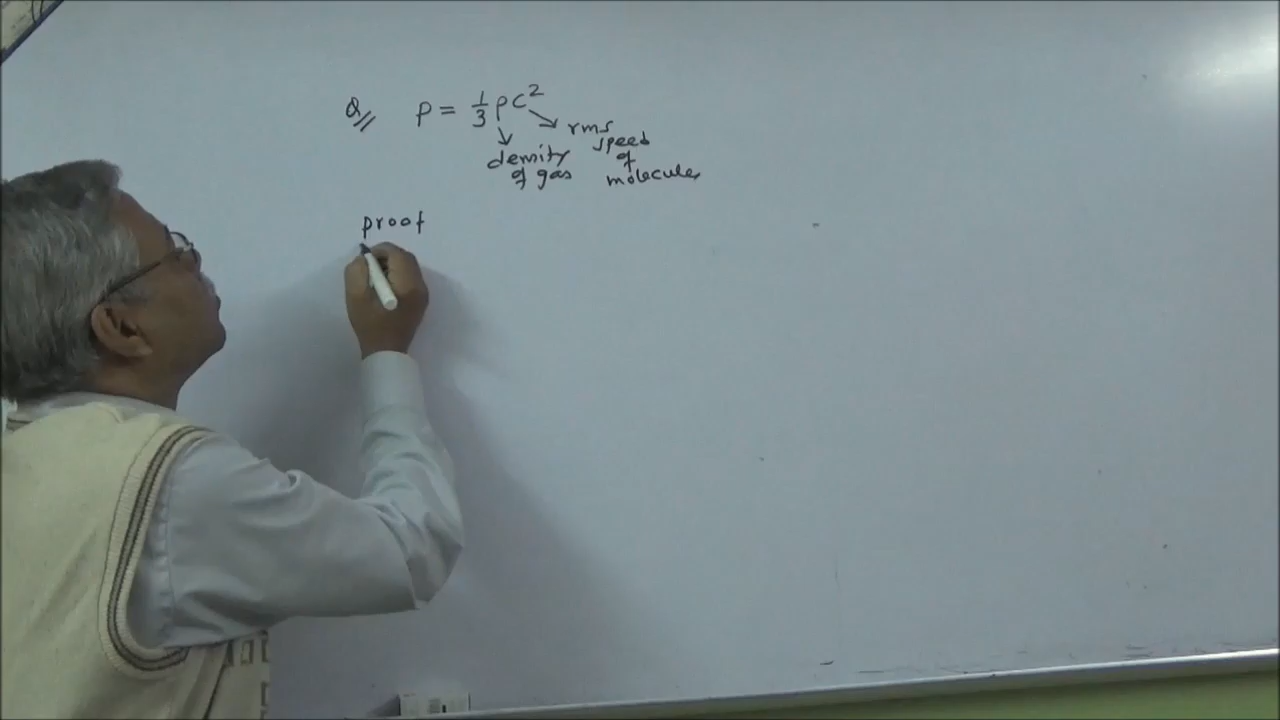 Q// P = 1/3 ρC²
rms
speed
density
of
of gas
molecules
proof